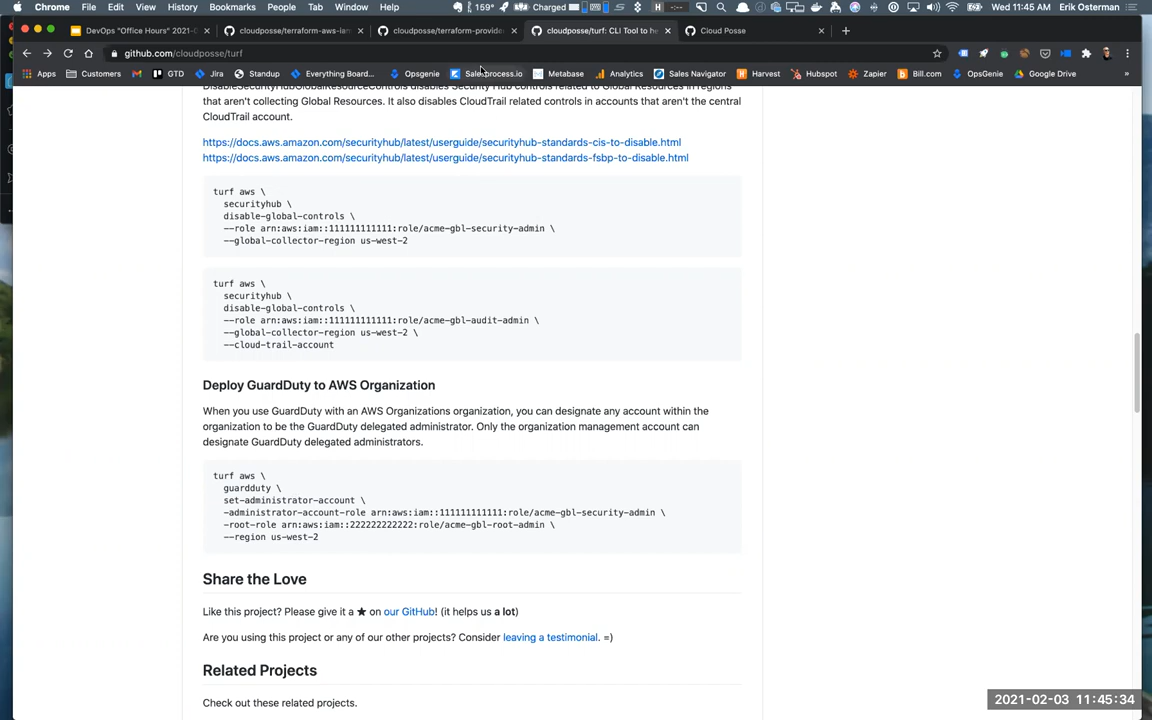 Chrome File Edit View History Bookmarks People Tab Window Help 159° Charged Wed 11:45 AM Erik Osterman
DevOps "Office Hours" 2021-0 cloudposse/terraform-aws-iam cloudposse/terraform-provide cloudposse/turf: CLI Tool to he Cloud Posse
github.com/cloudposse/turf
Apps Customers GTD Jira Standup Everything Board... Opsgenie Salesprocess.io Metabase Analytics Sales Navigator Harvest Hubspot Zapier Bill.com OpsGenie Google Drive »
DisableSecurityHubGlobalResourceControls disables Security Hub controls related to Global Resources in regions
that aren't collecting Global Resources. It also disables CloudTrail related controls in accounts that aren't the central
CloudTrail account.
https://docs.aws.amazon.com/securityhub/latest/userguide/securityhub-standards-cis-to-disable.html
https://docs.aws.amazon.com/securityhub/latest/userguide/securityhub-standards-fsbp-to-disable.html
turf aws \
securityhub \
disable-global-controls \
--role arn:aws:iam::111111111111:role/acme-gbl-security-admin \
--global-collector-region us-west-2
turf aws \
securityhub \
disable-global-controls \
--role arn:aws:iam::111111111111:role/acme-gbl-audit-admin \
--global-collector-region us-west-2 \
--cloud-trail-account
Deploy GuardDuty to AWS Organization
When you use GuardDuty with an AWS Organizations organization, you can designate any account within the
organization to be the GuardDuty delegated administrator. Only the organization management account can
designate GuardDuty delegated administrators.
turf aws \
guardduty \
set-administrator-account \
-administrator-account-role arn:aws:iam::111111111111:role/acme-gbl-security-admin \
-root-role arn:aws:iam::222222222222:role/acme-gbl-root-admin \
--region us-west-2
Share the Love
Like this project? Please give it a ★ on our GitHub! (it helps us a lot)
Are you using this project or any of our other projects? Consider leaving a testimonial. =)
Related Projects
Check out these related projects.
2021-02-03 11:45:34